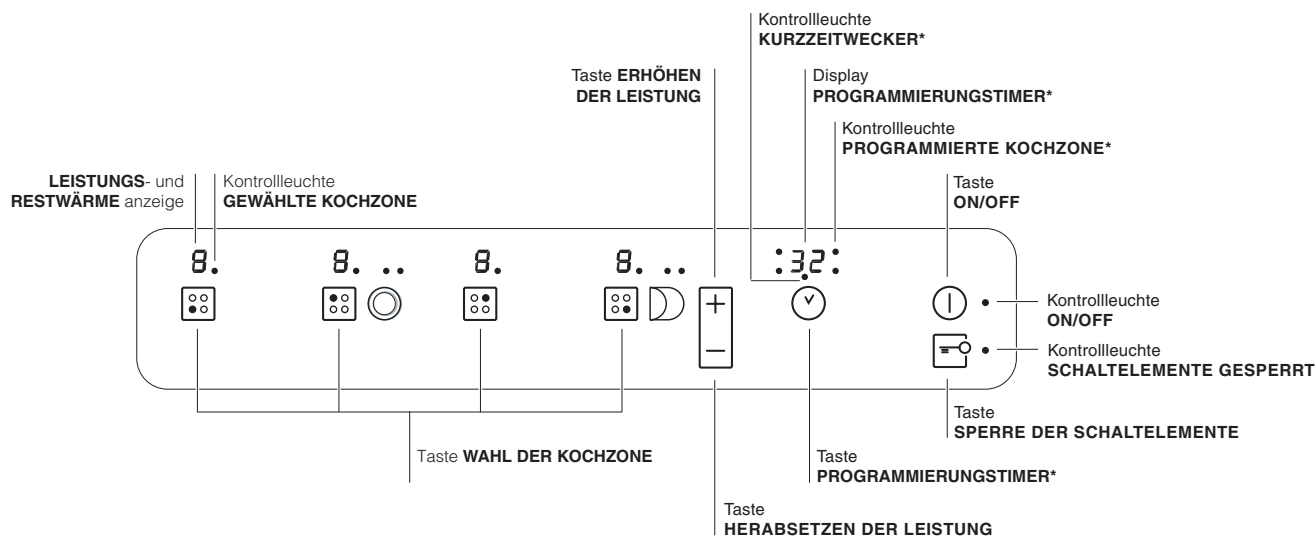 Kontrollleuchte
KURZZEITWECKER*
Taste ERHÖHEN
DER LEISTUNG
Display
PROGRAMMIERUNGSTIMER*
Kontrollleuchte
PROGRAMMIERTE KOCHZONE*
LEISTUNGS- und
RESTWÄRME anzeige
Kontrollleuchte
GEWÄHLTE KOCHZONE
Taste
ON/OFF
8. 8. 8. 8. 32
+
−
Kontrollleuchte
ON/OFF
Kontrollleuchte
SCHALTELEMENTE GESPERRT
Taste WAHL DER KOCHZONE
Taste
PROGRAMMIERUNGSTIMER*
Taste
SPERRE DER SCHALTELEMENTE
Taste
HERABSETZEN DER LEISTUNG